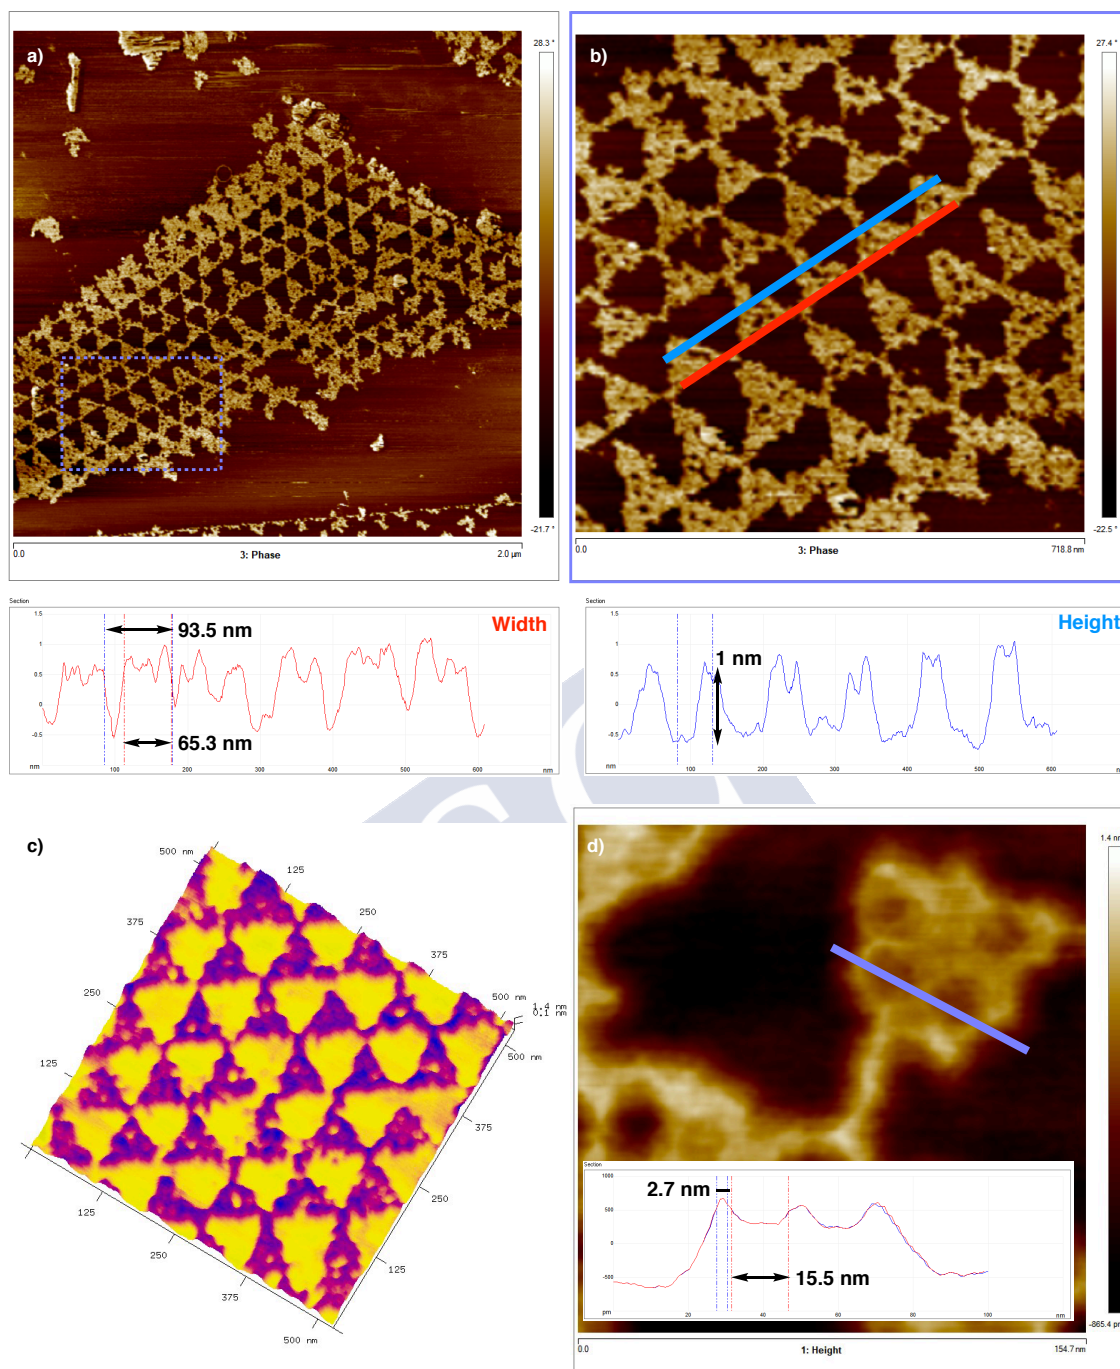 a)
28.3 °
-21.7 °
0.0
3: Phase
2.0 µm
b)
27.4 °
-22.5 °
0.0
3: Phase
718.8 nm
Section
1.5
1
0.5
-0.5
nm
100
200
300
400
500
600
nm
93.5 nm
65.3 nm
Width
Section
1.5
1
0.5
-0.5
nm
100
200
300
400
500
600
nm
1 nm
Height
c)
500 nm
125
250
375
500 nm
1.4 nm
0.1 nm
500 nm
375
250
125
375
250
125
125
250
375
500 nm
d)
1.4 nm
-865.4 pm
Section
1000
500
0
-500
pm
20
40
60
80
100
nm
2.7 nm
15.5 nm
0.0
1: Height
154.7 nm